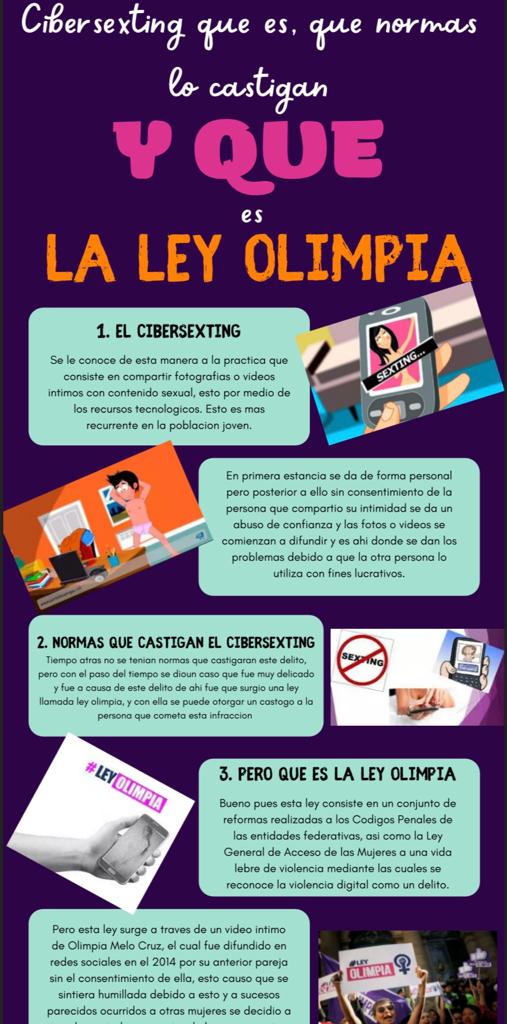 Cibersexting que es, que normas
lo castigan
Y QUE
es
LA LEY OLIMPIA
1. EL CIBERSEXTING
Se le conoce de esta manera a la practica que
consiste en compartir fotografias o videos
intimos con contenido sexual, esto por medio de
los recursos tecnologicos. Esto es mas
recurrente en la poblacion joven.
SEXTING...
En primera estancia se da de forma personal
pero posterior a ello sin consentimiento de la
persona que compartio su intimidad se da un
abuso de confianza y las fotos o videos se
comienzan a difundir y es ahi donde se dan los
problemas debido a que la otra persona lo
utiliza con fines lucrativos.
2. NORMAS QUE CASTIGAN EL CIBERSEXTING
Tiempo atras no se tenian normas que castigaran este delito,
pero con el paso del tiempo se dioun caso que fue muy delicado
y fue a causa de este delito de ahi fue que surgio una ley
llamada ley olimpia, y con ella se puede otorgar un castogo a la
persona que cometa esta infraccion
SEXTING
#LEY OLIMPIA
3. PERO QUE ES LA LEY OLIMPIA
Bueno pues esta ley consiste en un conjunto de
reformas realizadas a los Codigos Penales de
las entidades federativas, asi como la Ley
General de Acceso de las Mujeres a una vida
lebre de violencia mediante las cuales se
reconoce la violencia digital como un delito.
Pero esta ley surge a traves de un video intimo
de Olimpia Melo Cruz, el cual fue difundido en
redes sociales en el 2014 por su anterior pareja
sin el consentimiento de ella, esto causo que se
sintiera humillada debido a esto y a sucesos
parecidos ocurridos a otras mujeres se decidio a
#LEY
OLIMPIA